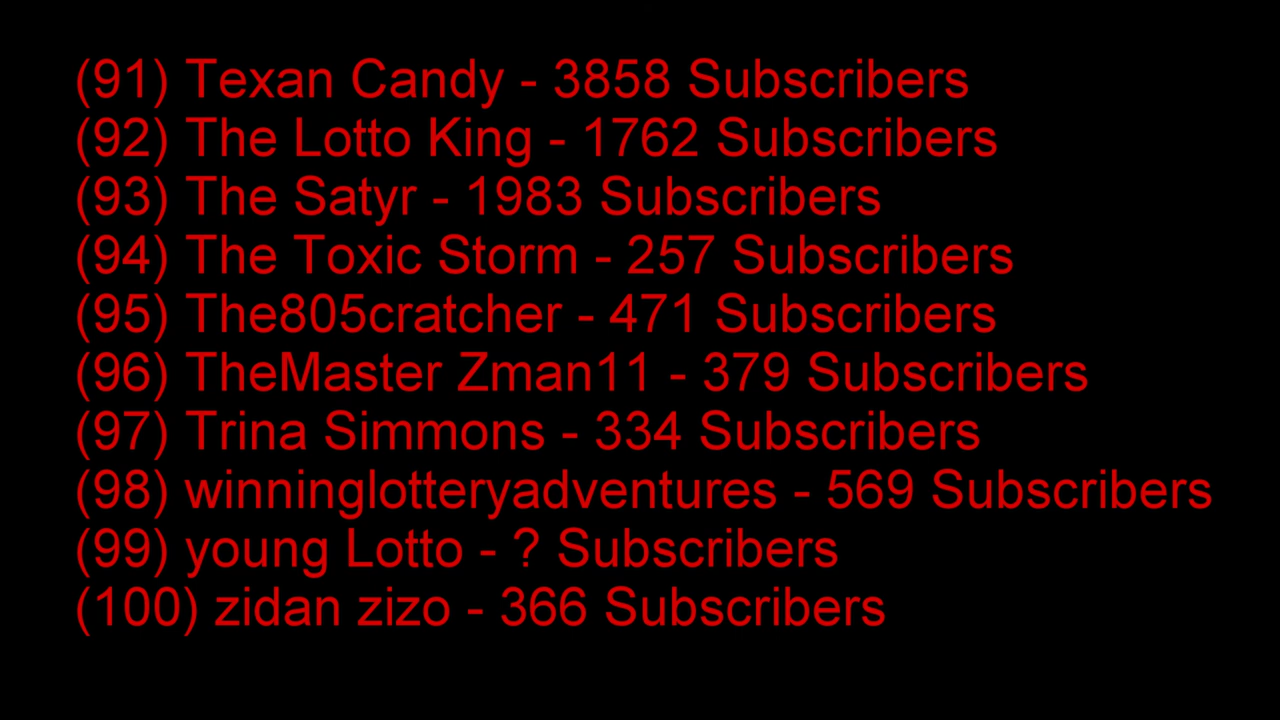 (91) Texan Candy - 3858 Subscribers
(92) The Lotto King - 1762 Subscribers
(93) The Satyr - 1983 Subscribers
(94) The Toxic Storm - 257 Subscribers
(95) The805cratcher - 471 Subscribers
(96) TheMaster Zman11 - 379 Subscribers
(97) Trina Simmons - 334 Subscribers
(98) winninglotteryadventures - 569 Subscribers
(99) young Lotto - ? Subscribers
(100) zidan zizo - 366 Subscribers